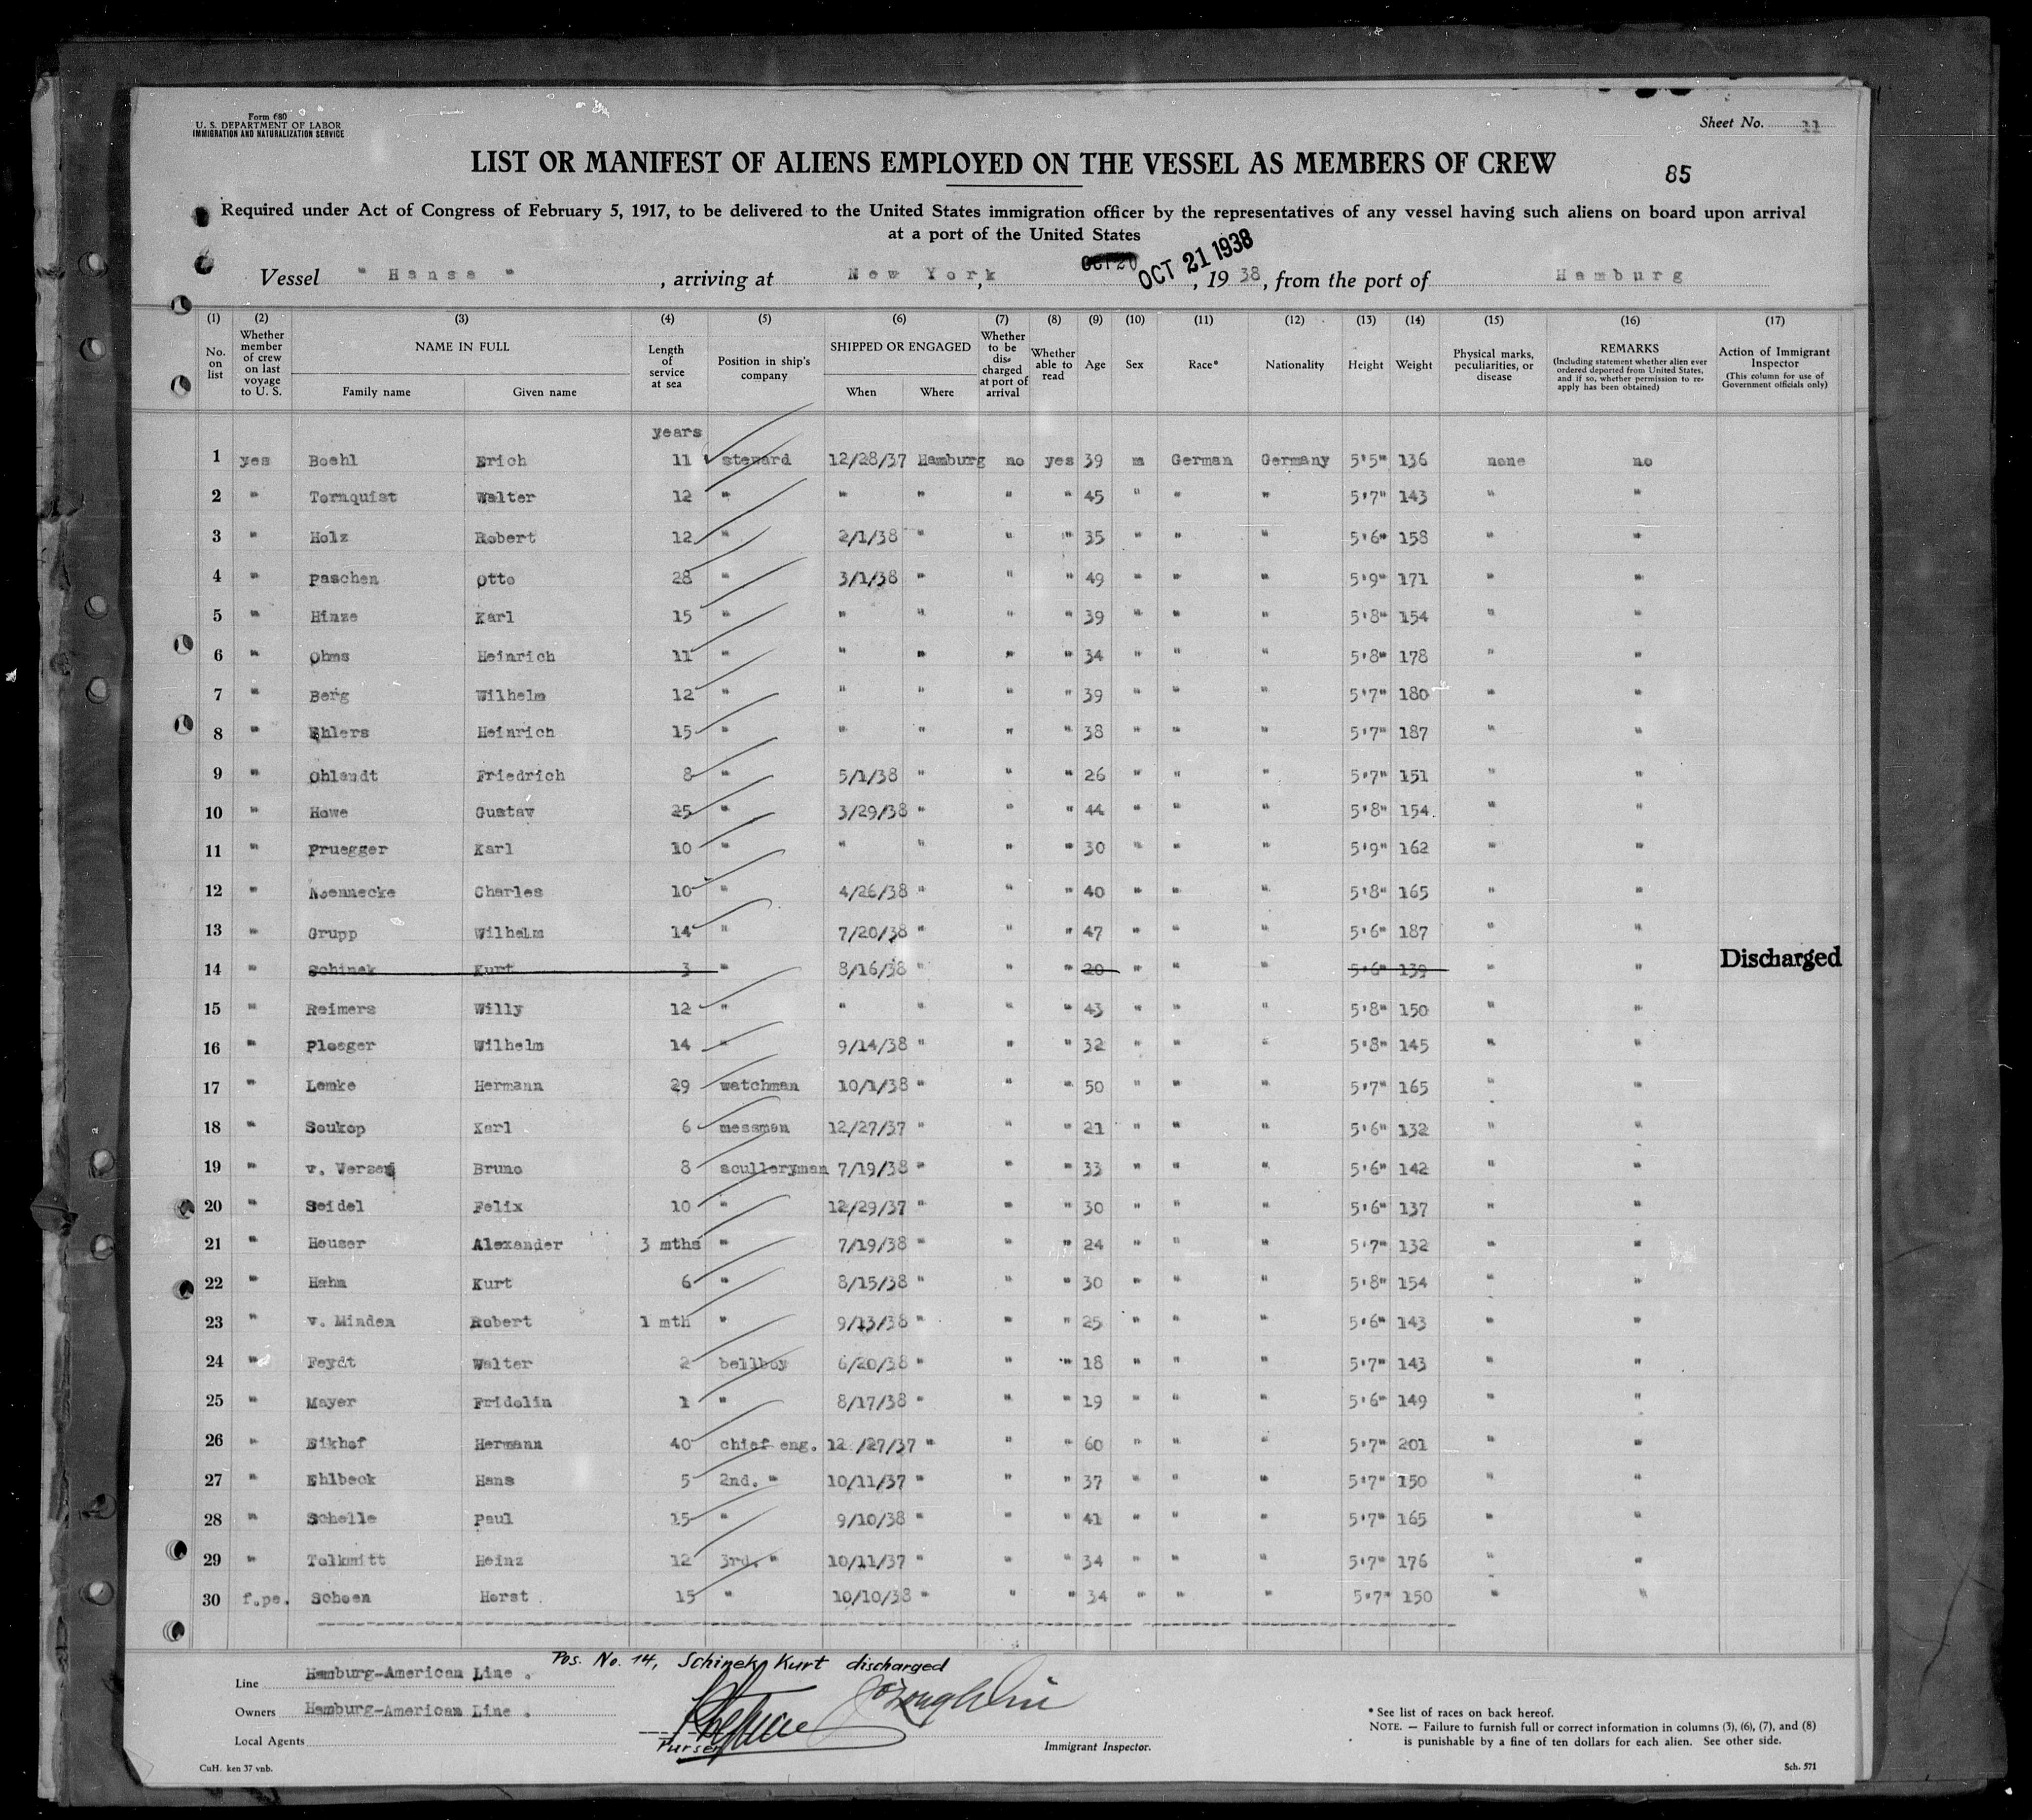 Form 680
U. S. DEPARTMENT OF LABOR
IMMIGRATION AND NATURALIZATION SERVICE
Sheet No. 11
LIST OR MANIFEST OF ALIENS EMPLOYED ON THE VESSEL AS MEMBERS OF CREW
85
Required under Act of Congress of February 5, 1917, to be delivered to the United States immigration officer by the representatives of any vessel having such aliens on board upon arrival
at a port of the United States
Vessel " Hansa ", arriving at New York, OCT 20 OCT 21 1938, 1938, from the port of Hamburg
(1) (2) (3) (4) (5) (6) (7) (8) (9) (10) (11) (12) (13) (14) (15) (16) (17)
No. on list | Whether member of crew on last voyage to U. S. | NAME IN FULL Family name Given name | Length of service at sea | Position in ship's company | SHIPPED OR ENGAGED When Where | Whether to be discharged at port of arrival | Whether able to read | Age | Sex | Race* | Nationality | Height | Weight | Physical marks, peculiarities, or disease | REMARKS (Including statement whether alien ever ordered deported from United States, and if so, whether permission to reapply has been obtained) | Action of Immigrant Inspector (This column for use of Government officials only)
years
1 yes Boehl Erich 11 steward 12/28/37 Hamburg no yes 39 m German Germany 5'5" 136 none no
2 " Tornquist Walter 12 " " " " " 45 " " " 5'7" 143 " "
3 " Holz Robert 12 " 2/1/38 " " " 35 " " " 5'6" 158 " "
4 " Paschen Otto 28 " 3/1/38 " " " 49 " " " 5'9" 171 " "
5 " Hinze Karl 15 " " " " " 39 " " " 5'8" 154 " "
6 " Ohms Heinrich 11 " " " " " 34 " " " 5'8" 178 " "
7 " Berg Wilhelm 12 " " " " " 39 " " " 5'7" 180 " "
8 " Ehlers Heinrich 15 " " " " " 38 " " " 5'7" 187 " "
9 " Ohlandt Friedrich 8 " 5/1/38 " " " 26 " " " 5'7" 151 " "
10 " Howe Gustav 25 " 3/29/38 " " " 44 " " " 5'8" 154 " "
11 " Pruegger Karl 10 " " " " " 30 " " " 5'9" 162 " "
12 " Noennecke Charles 10 " 4/26/38 " " " 40 " " " 5'8" 165 " "
13 " Grupp Wilhelm 14 " 7/20/38 " " " 47 " " " 5'6" 187 " "
14 " Schinek Kurt 3 " 8/16/38 " " " 20 " " " 5'6" 139 " " Discharged
15 " Reimers Willy 12 " " " " " 43 " " " 5'8" 150 " "
16 " Ploeger Wilhelm 14 " 9/14/38 " " " 32 " " " 5'8" 145 " "
17 " Lemke Hermann 29 watchman 10/1/38 " " " 50 " " " 5'7" 165 " "
18 " Soukop Karl 6 messman 12/27/37 " " " 21 " " " 5'6" 132 " "
19 " v. Versen Bruno 8 sculleryman 7/19/38 " " " 33 " " " 5'6" 142 " "
20 " Seidel Felix 10 " 12/29/37 " " " 30 " " " 5'6" 137 " "
21 " Heuser Alexander 3 mths " 7/19/38 " " " 24 " " " 5'7" 132 " "
22 " Hahm Kurt 6 " 8/15/38 " " " 30 " " " 5'8" 154 " "
23 " v. Minden Robert 1 mth " 9/13/38 " " " 25 " " " 5'6" 143 " "
24 " Feydt Walter 2 bellboy 6/20/38 " " " 18 " " " 5'7" 143 " "
25 " Mayer Fridolin 1 " 8/17/38 " " " 19 " " " 5'6" 149 " "
26 " Eikhof Hermann 40 chief eng. 12/27/37 " " " 60 " " " 5'7" 201 " "
27 " Ehlbeck Hans 5 2nd. " 10/11/37 " " " 37 " " " 5'7" 150 " "
28 " Schelle Paul 15 " 9/10/38 " " " 41 " " " 5'7" 165 " "
29 " Tolkmitt Heinz 12 3rd. " 10/11/37 " " " 34 " " " 5'7" 176 " "
30 f.pe. Schoen Horst 15 " 10/10/38 " " " 34 " " " 5'7" 150 " "
Pos. No. 14, Schinek Kurt discharged
Line Hamburg-American Line.
Owners Hamburg-American Line.
Local Agents
Purser
Immigrant Inspector.
* See list of races on back hereof.
NOTE. — Failure to furnish full or correct information in columns (3), (6), (7), and (8)
is punishable by a fine of ten dollars for each alien. See other side.
CuH. ken 37 vnb.
Sch. 571